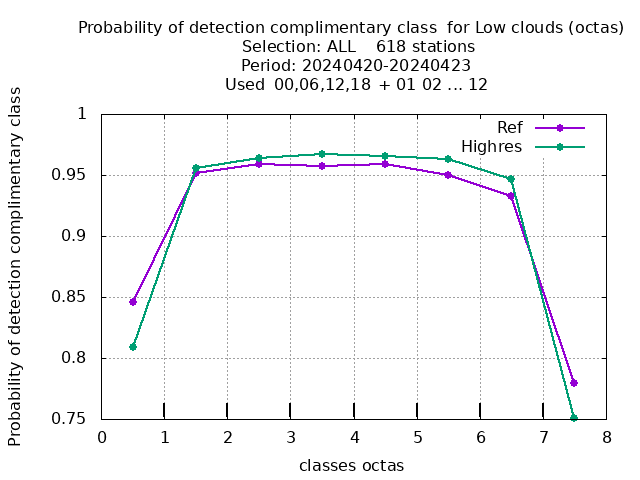 Probability of detection complimentary class  for Low clouds (octas)
Selection: ALL    618 stations
Period: 20240420-20240423
Used  00,06,12,18  + 01 02 ... 12
Probability of detection complimentary class
1
0.95
0.9
0.85
0.8
0.75
Ref
Highres
0 1 2 3 4 5 6 7 8
classes octas